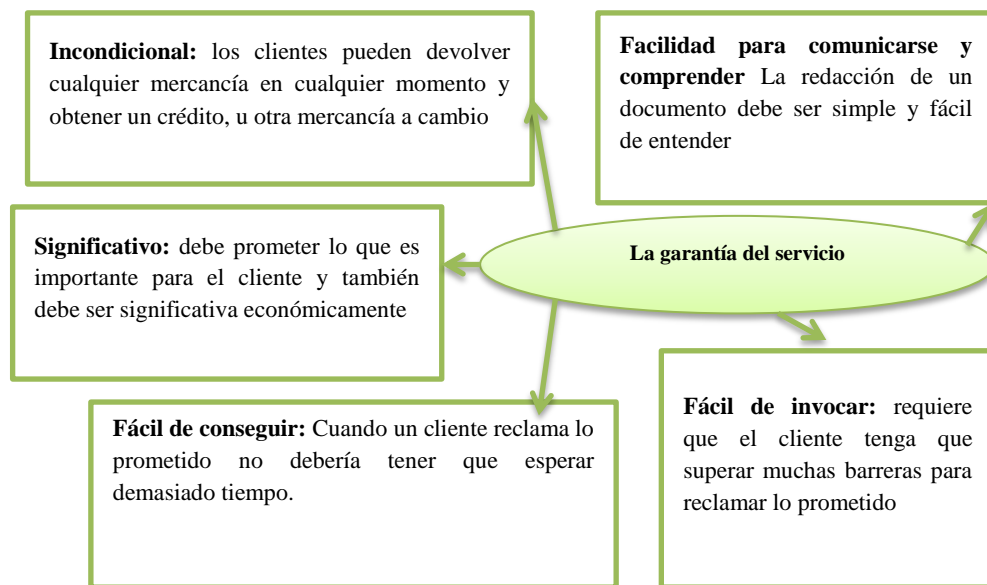 Incondicional: los clientes pueden devolver
cualquier mercancía en cualquier momento y
obtener un crédito, u otra mercancía a cambio
Facilidad para comunicarse y
comprender La redacción de un
documento debe ser simple y fácil
de entender
Significativo: debe prometer lo que es
importante para el cliente y también
debe ser significativa económicamente
La garantía del servicio
Fácil de conseguir: Cuando un cliente reclama lo
prometido no debería tener que esperar
demasiado tiempo.
Fácil de invocar: requiere
que el cliente tenga que
superar muchas barreras para
reclamar lo prometido